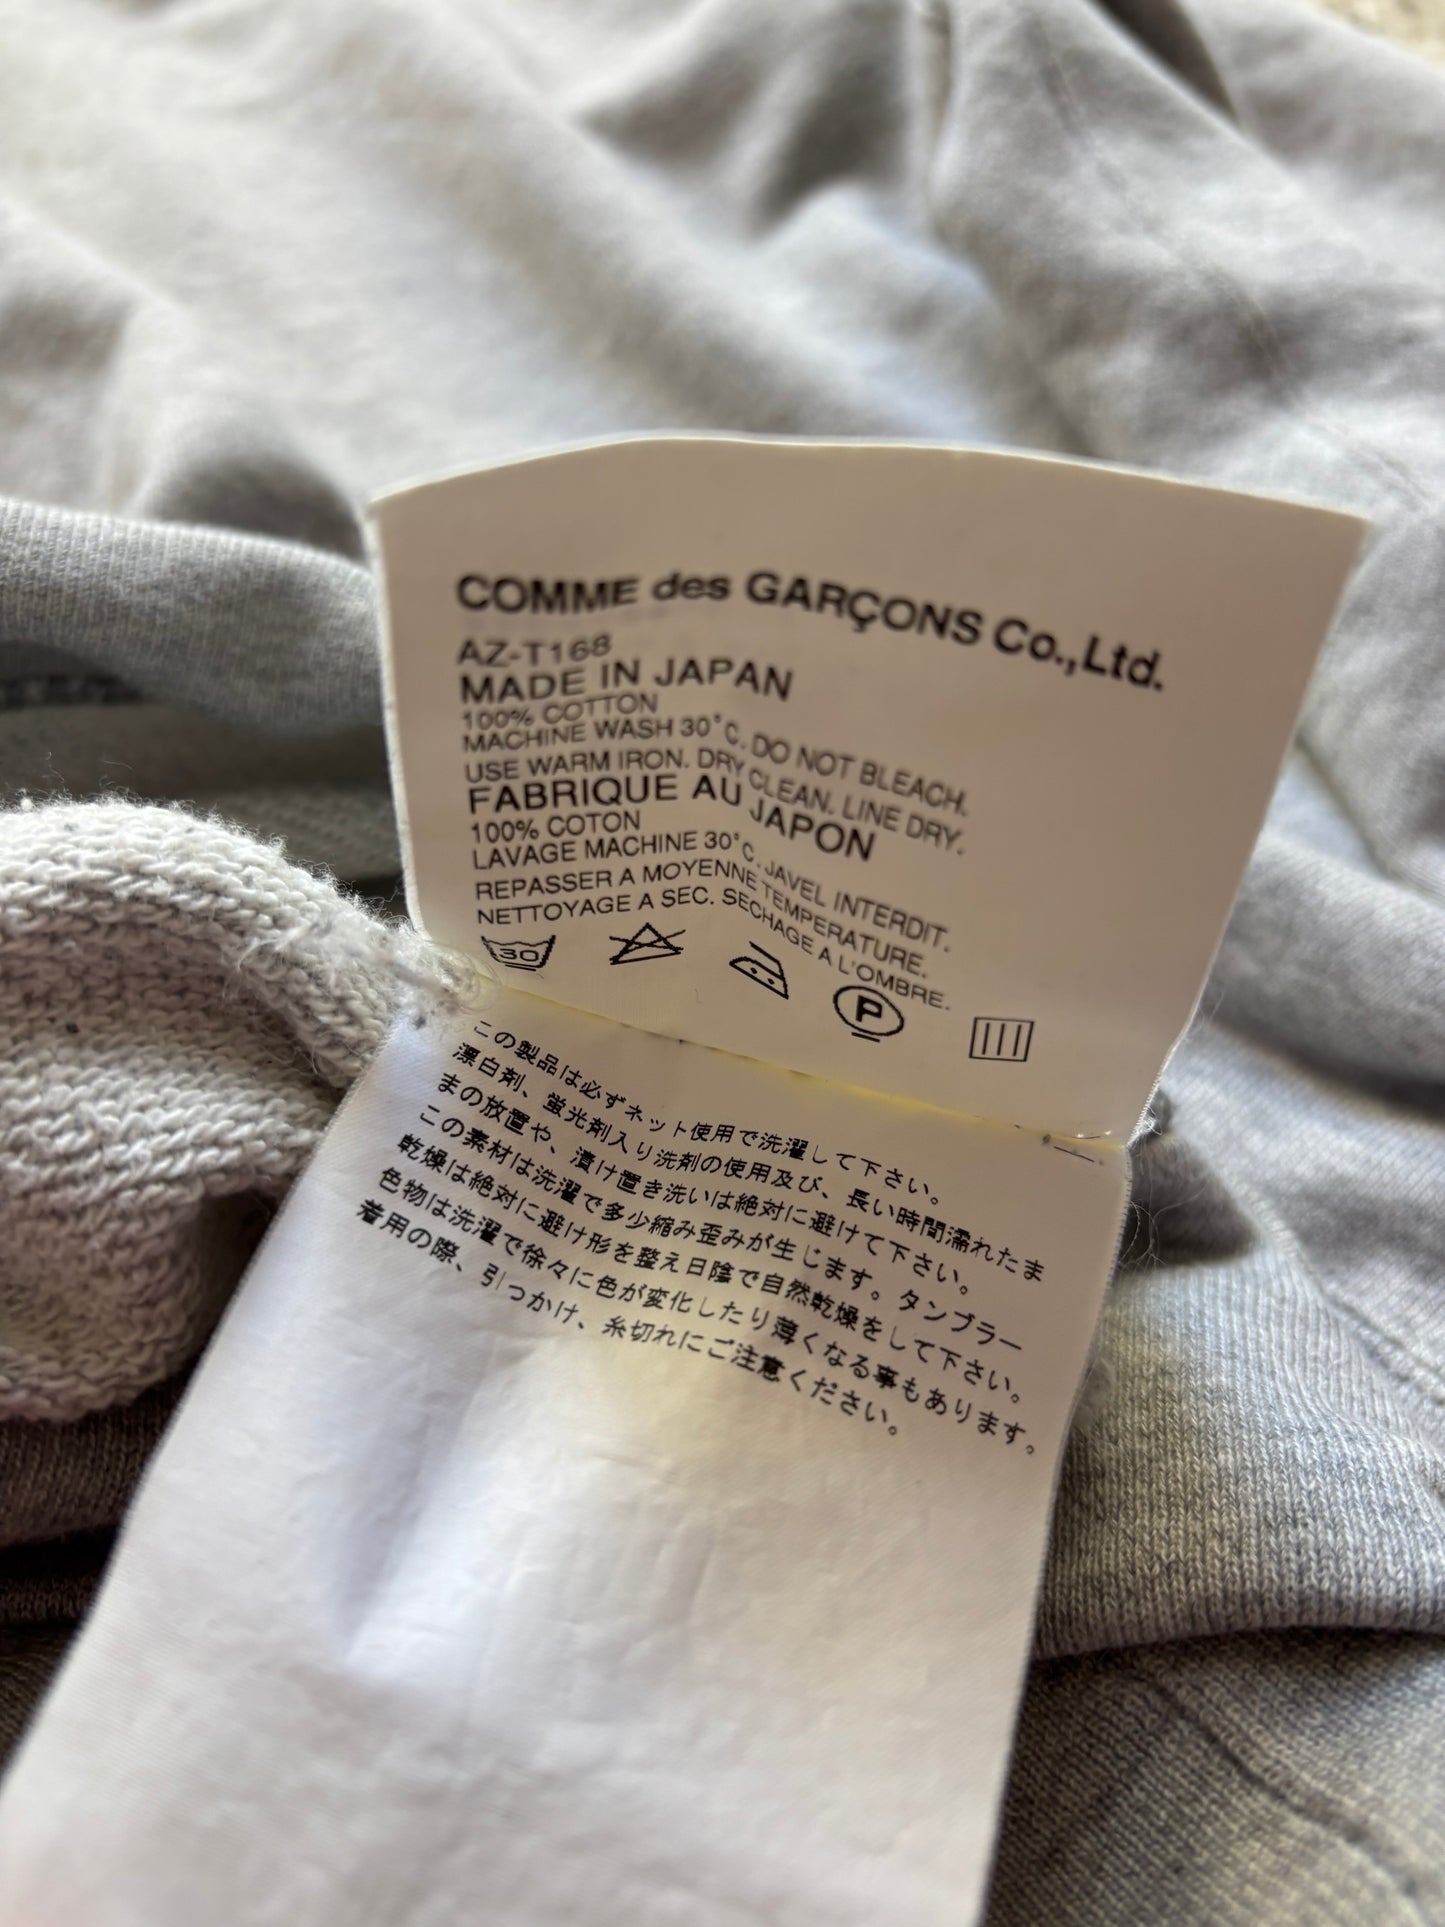 COMME des GARÇONS Co.,Ltd.
AZ-T168
MADE IN JAPAN
100% COTTON
MACHINE WASH 30°C. DO NOT BLEACH.
USE WARM IRON. DRY CLEAN. LINE DRY.
FABRIQUE AU JAPON
100% COTON
LAVAGE MACHINE 30°C. JAVEL INTERDIT.
REPASSER A MOYENNE TEMPERATURE.
NETTOYAGE A SEC. SECHAGE A L'OMBRE.
30 P
この製品は必ずネット使用で洗濯して下さい。
漂白剤、蛍光剤入り洗剤の使用及び、長い時間濡れたま
まの放置や、漬け置き洗いは絶対に避けて下さい。
この素材は洗濯で多少縮み歪みが生じます。タンブラー
乾燥は絶対に避け形を整え日陰で自然乾燥をして下さい。
色物は洗濯で徐々に色が変化したり薄くなる事もあります。
着用の際、引っかけ、糸切れにご注意ください。